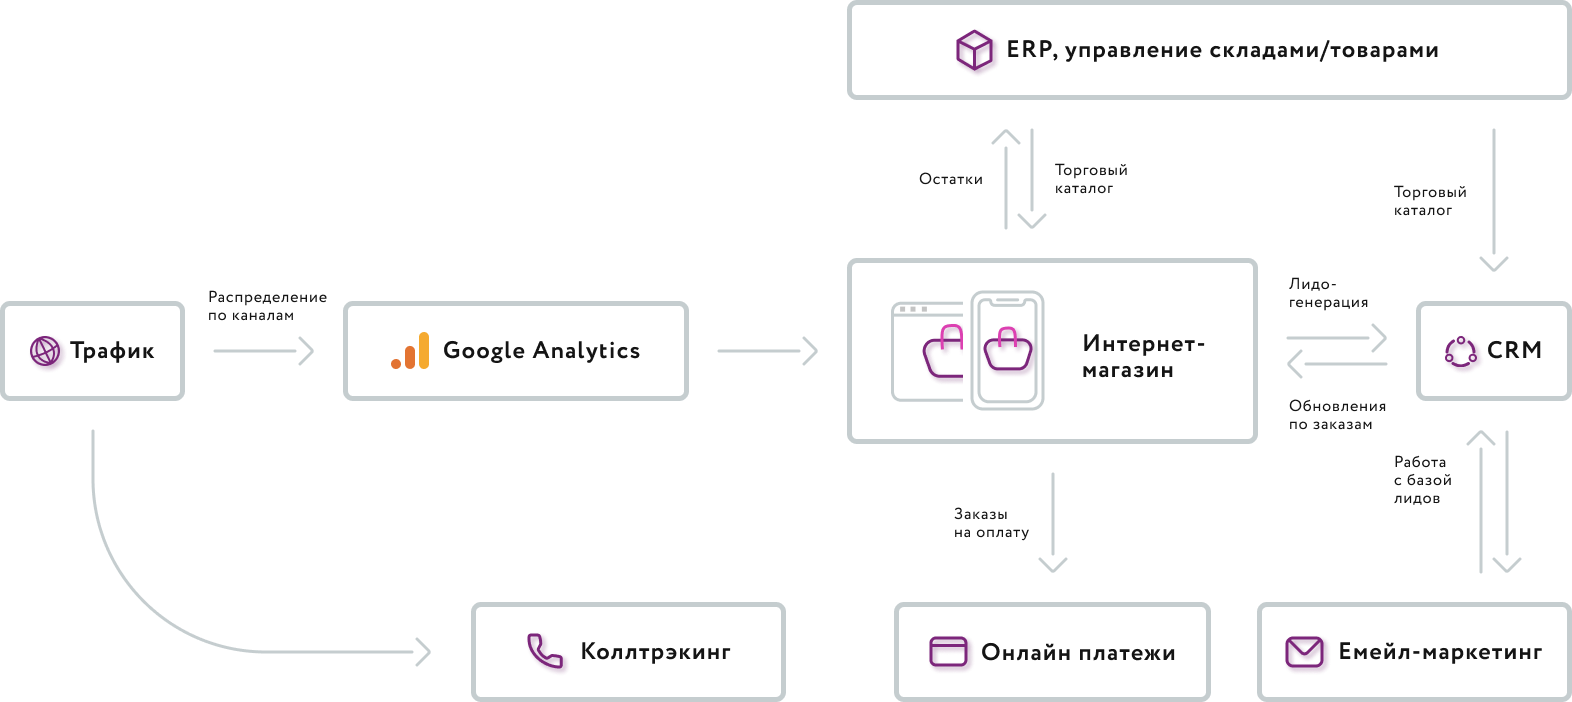 ERP, управление складами/товарами
Остатки
Торговый
каталог
Торговый
каталог
Трафик
Распределение
по каналам
Google Analytics
Интернет-
магазин
Лидо-
генерация
Обновления
по заказам
CRM
Работа
с базой
лидов
Заказы
на оплату
Коллтрэкинг
Онлайн платежи
Емейл-маркетинг